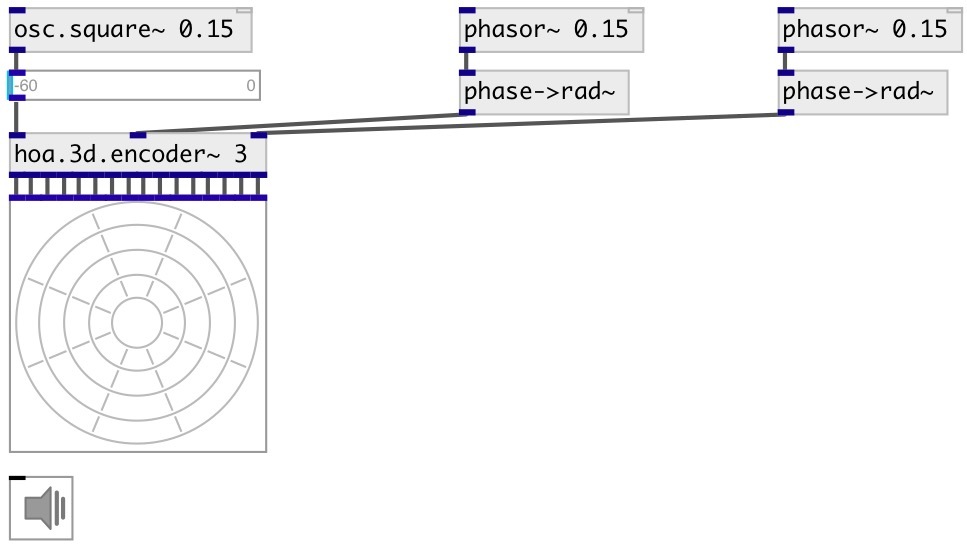 osc.square~ 0.15
phasor~ 0.15
phasor~ 0.15
-60 0
phase->rad~
phase->rad~
hoa.3d.encoder~ 3